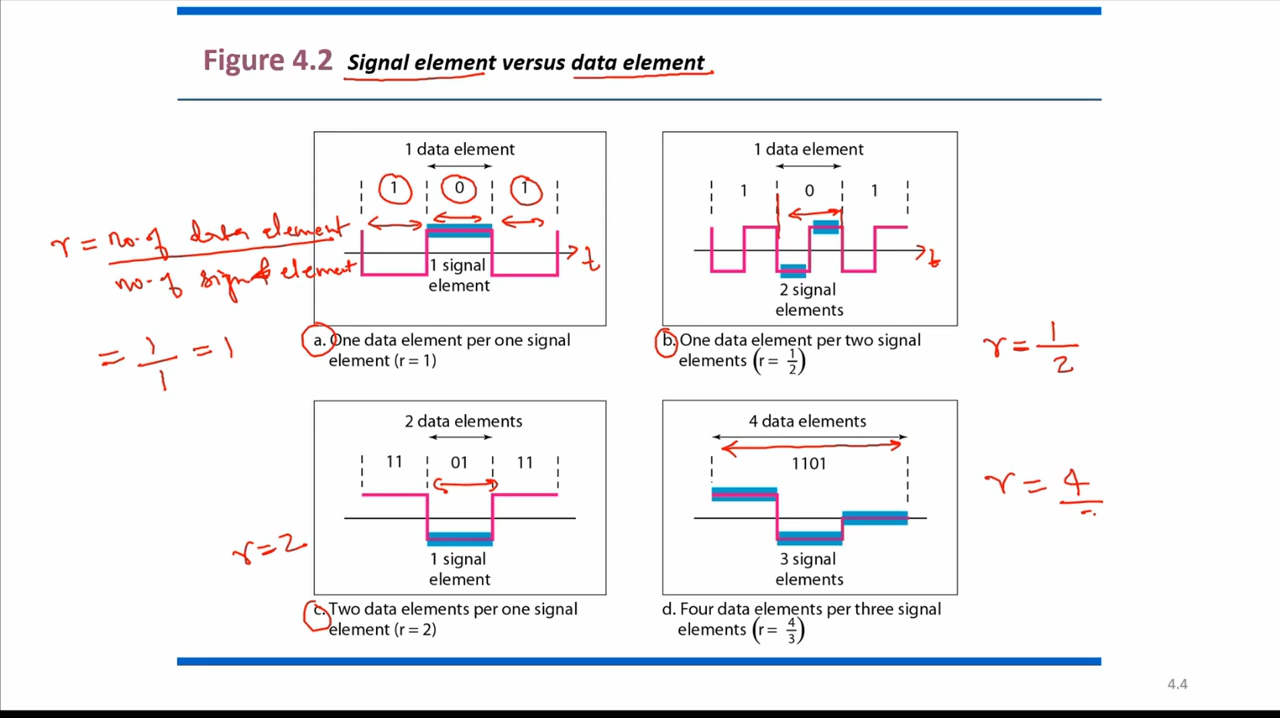 Figure 4.2 Signal element versus data element
1 data element
1 0 1
t
1 signal
element
r = no. of data element
no. of signal element
= 1
1
= 1
a. One data element per one signal
element (r = 1)
1 data element
1 0 1
t
2 signal
elements
b. One data element per two signal
elements (r = 1/2)
r = 1
2
2 data elements
11 01 11
1 signal
element
r = 2
c. Two data elements per one signal
element (r = 2)
4 data elements
1101
3 signal
elements
d. Four data elements per three signal
elements (r = 4/3)
r = 4
4.4